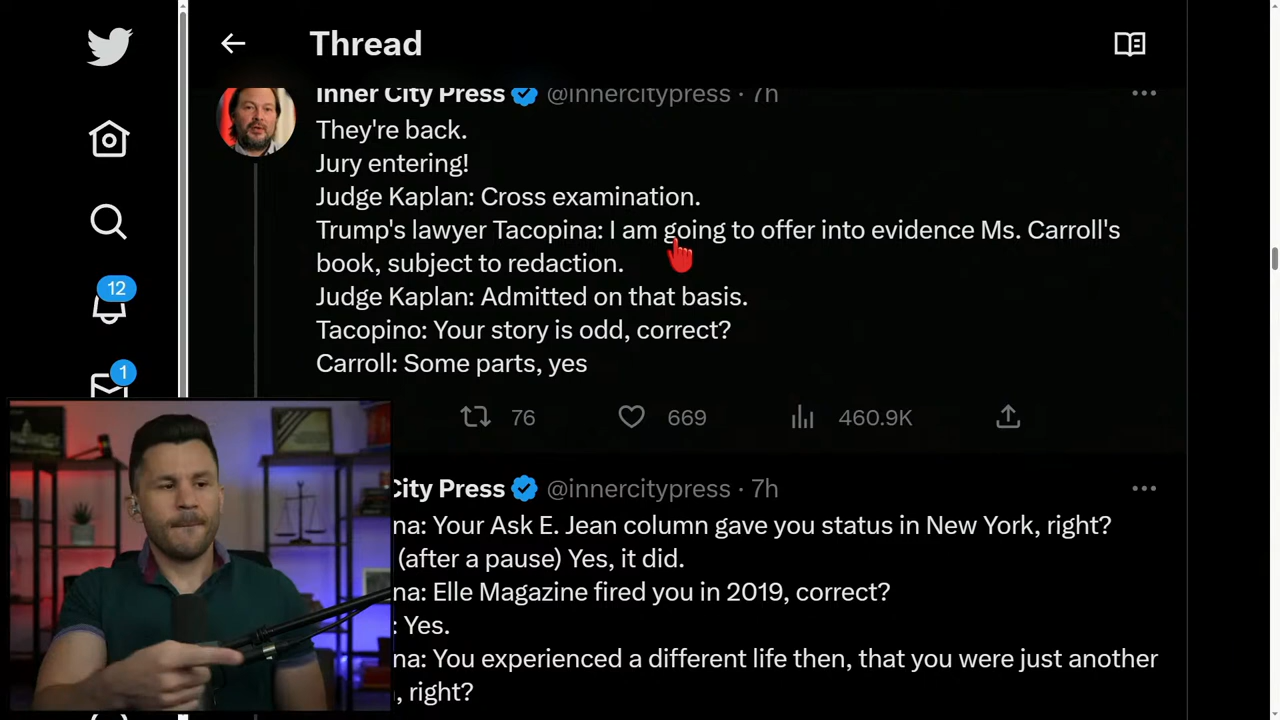 Thread
Inner City Press @innercitypress · 7h
They're back.
Jury entering!
Judge Kaplan: Cross examination.
Trump's lawyer Tacopina: I am going to offer into evidence Ms. Carroll's
book, subject to redaction.
Judge Kaplan: Admitted on that basis.
Tacopino: Your story is odd, correct?
Carroll: Some parts, yes
76 669 460.9K
12
1
City Press @innercitypress · 7h
na: Your Ask E. Jean column gave you status in New York, right?
(after a pause) Yes, it did.
na: Elle Magazine fired you in 2019, correct?
: Yes.
na: You experienced a different life then, that you were just another
, right?